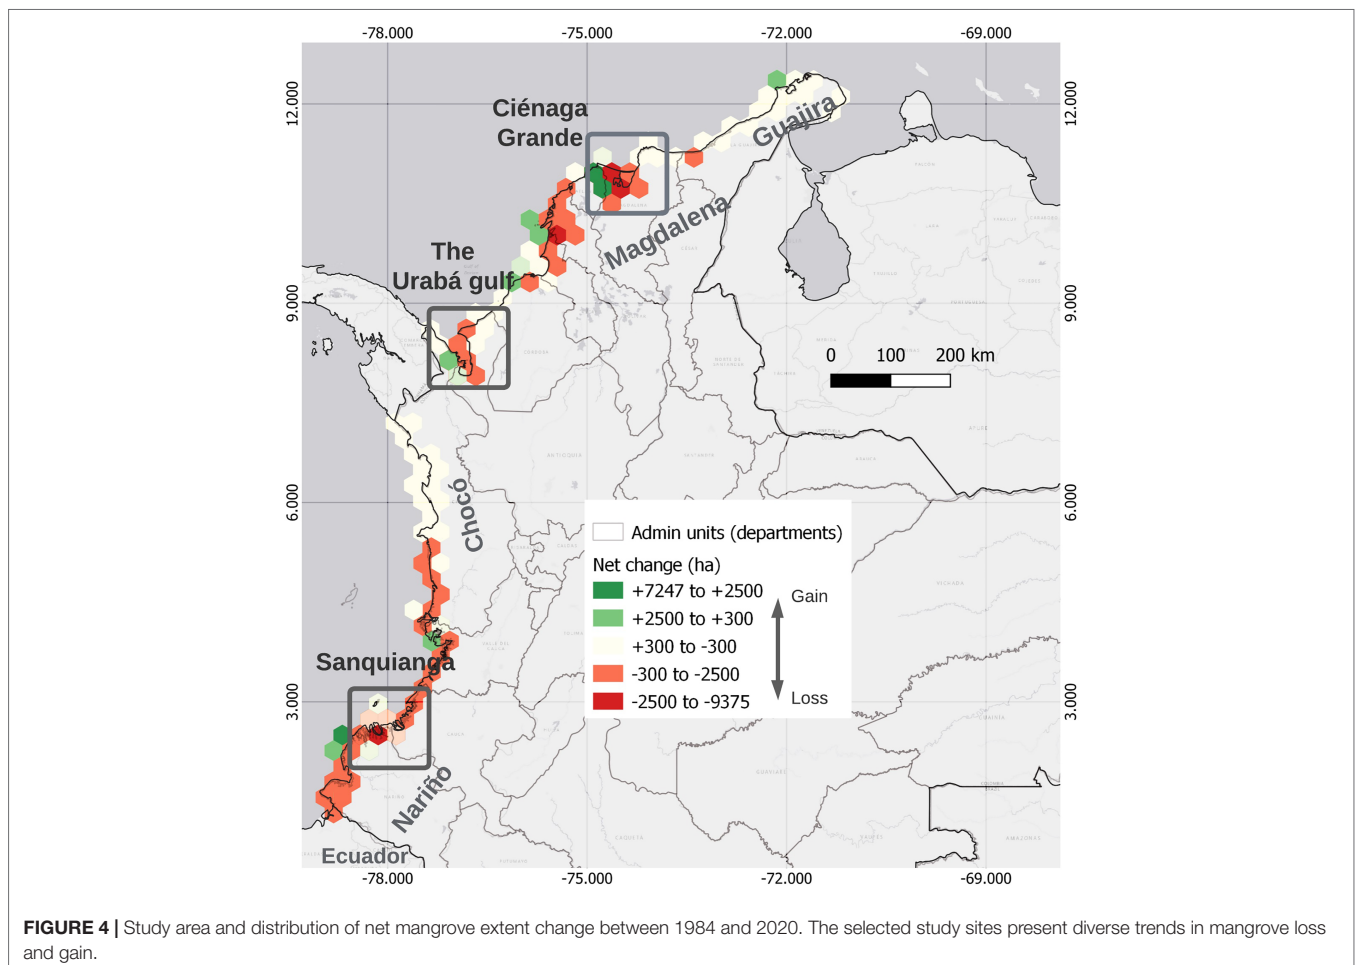 -78.000 -75.000 -72.000 -69.000
12.000 12.000
Ciénaga
Grande
Guajira
Magdalena
The
Urabá gulf
9.000 9.000
0 100 200 km
Chocó
6.000 6.000
Admin units (departments)
Net change (ha)
+7247 to +2500
Gain
+2500 to +300
+300 to -300
-300 to -2500
-2500 to -9375
Loss
Sanquianga
3.000 3.000
Nariño
Ecuador
-78.000 -75.000 -72.000 -69.000
FIGURE 4 | Study area and distribution of net mangrove extent change between 1984 and 2020. The selected study sites present diverse trends in mangrove loss
and gain.